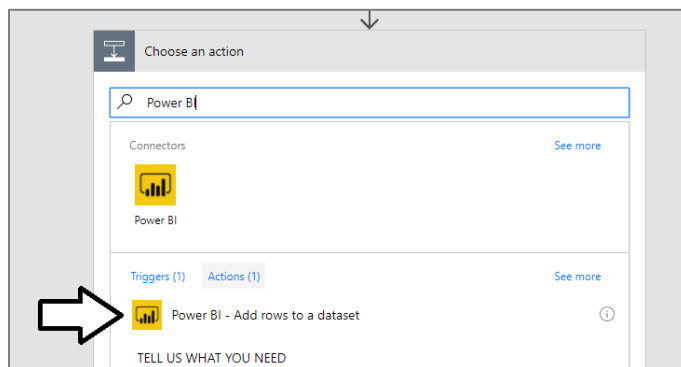 Choose an action
Power BI
Connectors See more
Power BI
Triggers (1) Actions (1) See more
Power BI - Add rows to a dataset
TELL US WHAT YOU NEED